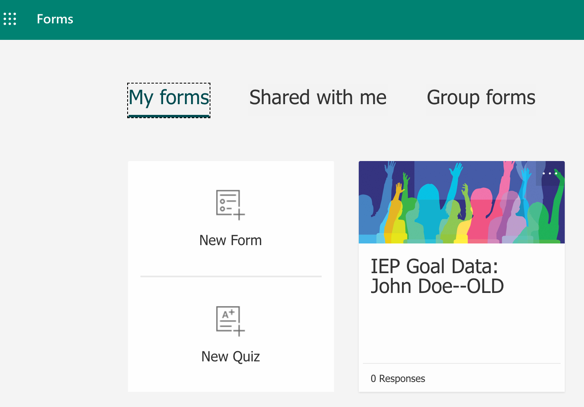 Forms
My forms
Shared with me
Group forms
New Form
A+
New Quiz
IEP Goal Data:
John Doe--OLD
0 Responses